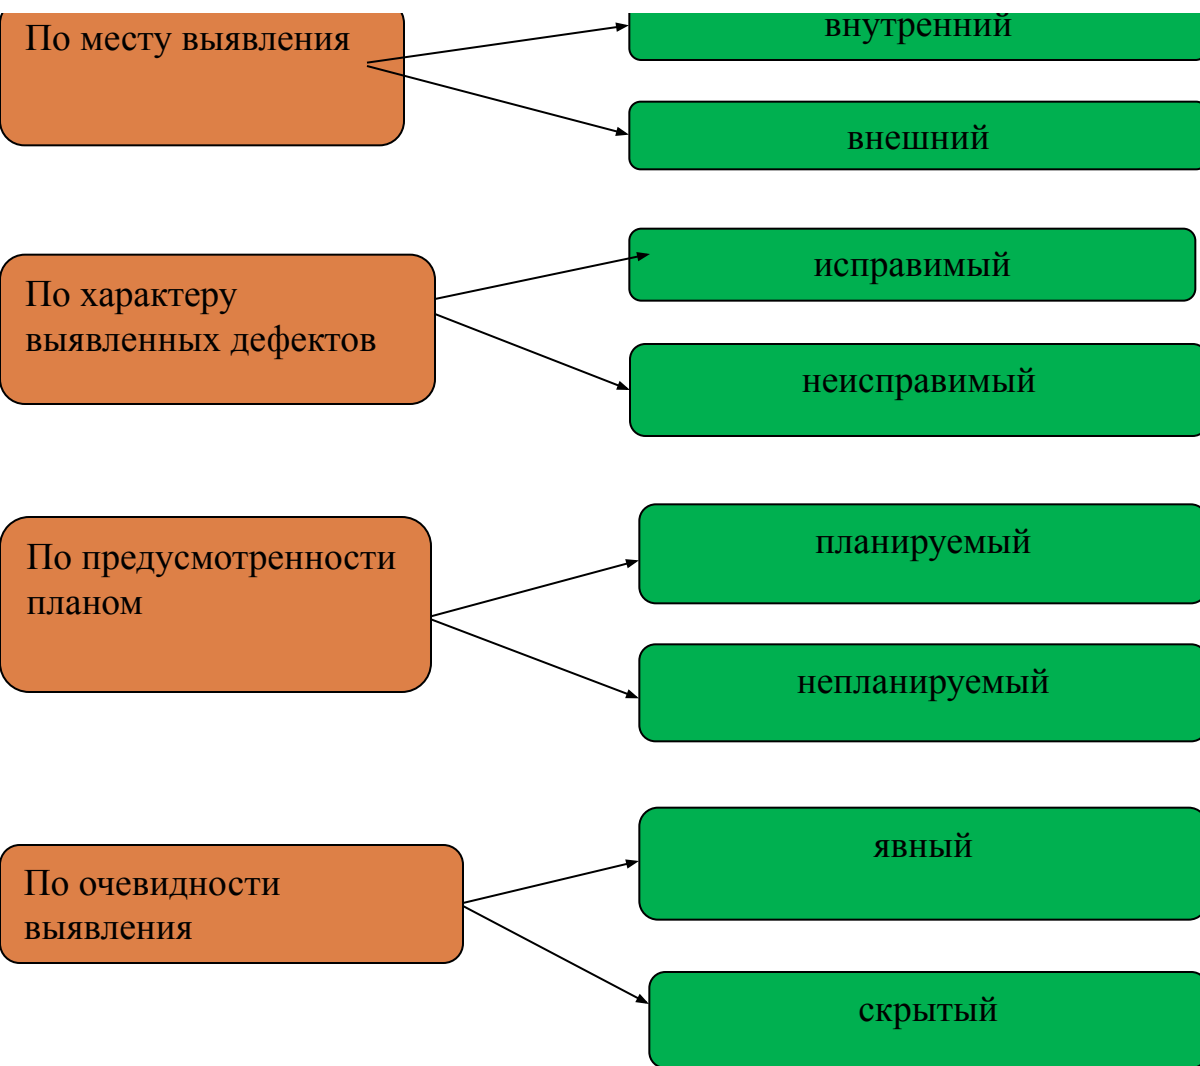 По месту выявления
внутренний
внешний
По характеру
выявленных дефектов
исправимый
неисправимый
По предусмотренности
планом
планируемый
непланируемый
По очевидности
выявления
явный
скрытый